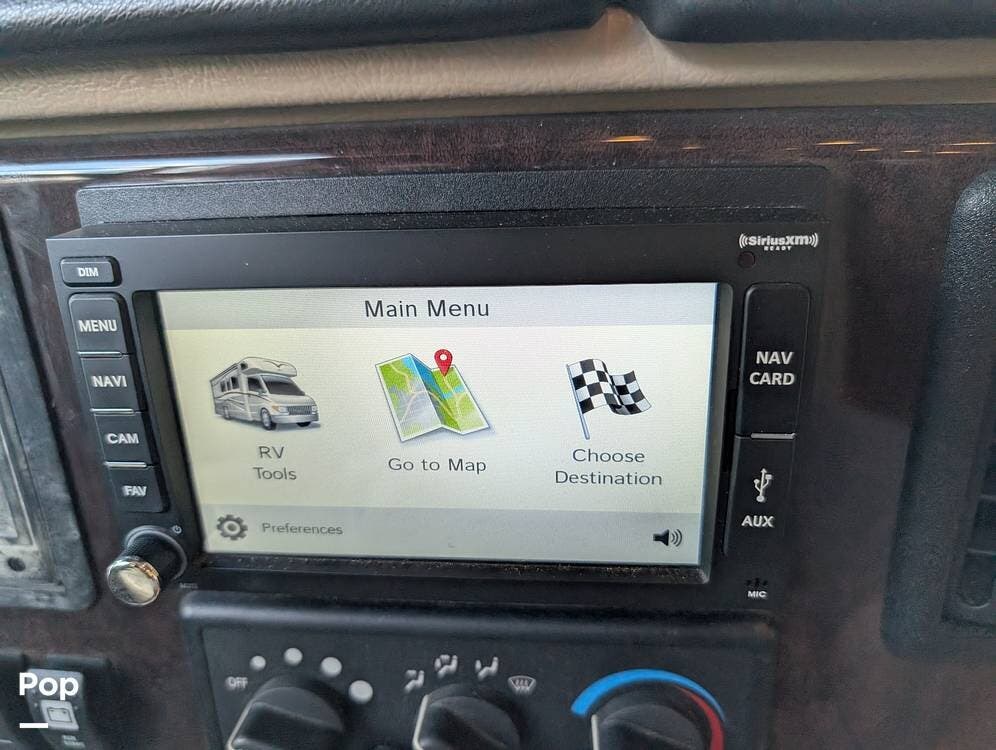 ((SiriusXM))
READY
DIM
MENU
NAVI
CAM
FAV
Main Menu
RV
Tools
Go to Map
Choose
Destination
Preferences
NAV
CARD
AUX
MIC
OFF
Pop